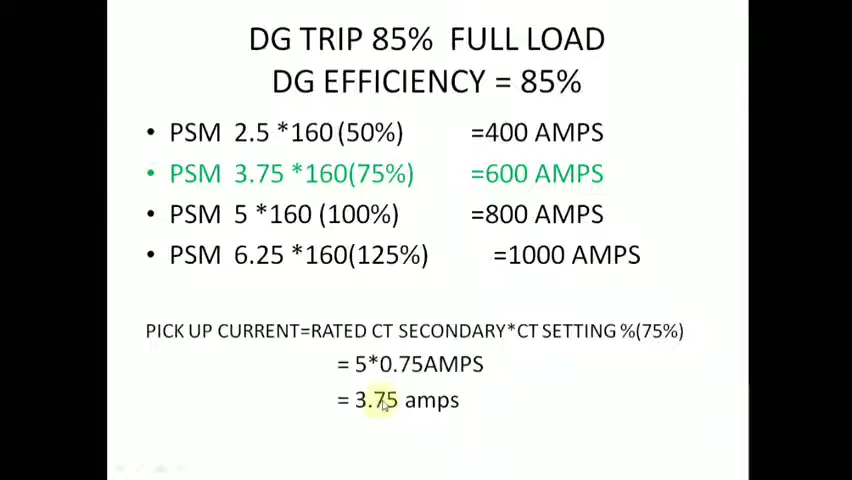 DG TRIP 85% FULL LOAD
DG EFFICIENCY = 85%
• PSM 2.5 *160 (50%) =400 AMPS
• PSM 3.75 *160(75%) =600 AMPS
• PSM 5 *160 (100%) =800 AMPS
• PSM 6.25 *160(125%) =1000 AMPS
PICK UP CURRENT=RATED CT SECONDARY*CT SETTING %(75%)
= 5*0.75AMPS
= 3.75 amps